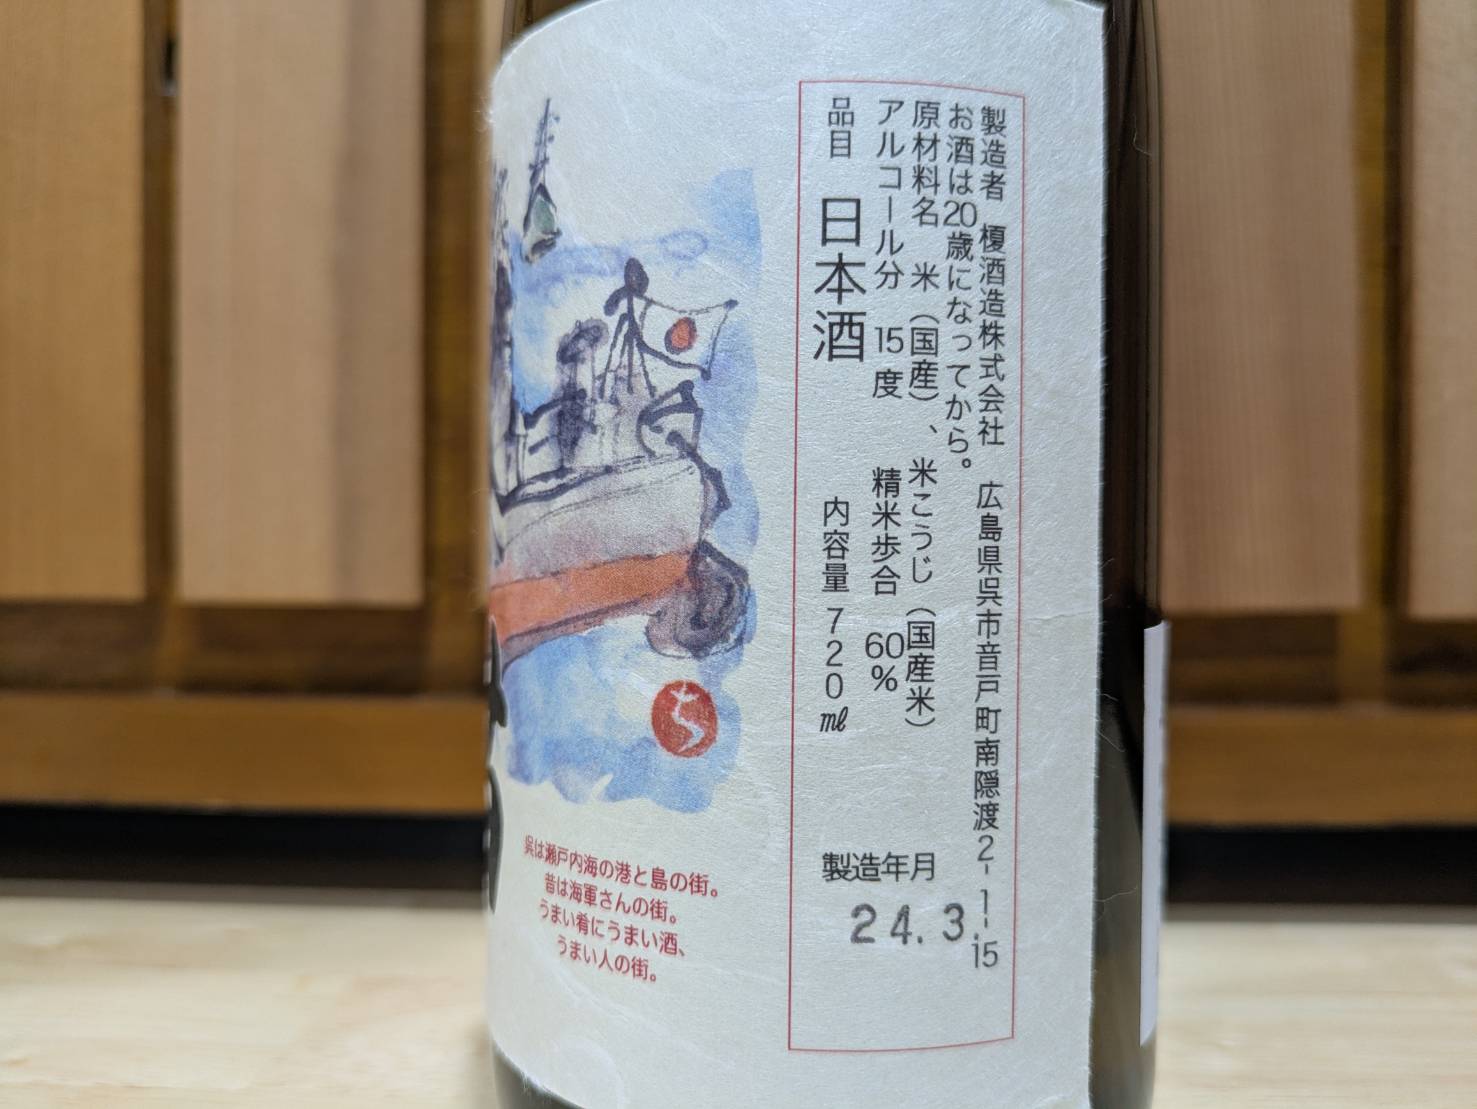 製造者 榎酒造株式会社 広島県呉市音戸町南隠渡2-1-15
お酒は20歳になってから。
原材料名 米(国産)、米こうじ(国産米)
アルコール分 15度 精米歩合 60%
品目 日本酒 内容量 720㎖
製造年月
24.3.
呉は瀬戸内海の港と島の街。
昔は海軍さんの街。
うまい肴にうまい酒、
うまい人の街。